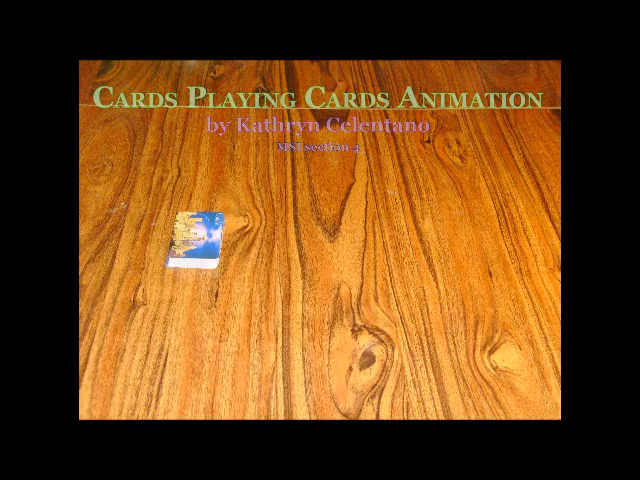 Cards Playing Cards Animation
by Kathryn Celentano
MSI section 4